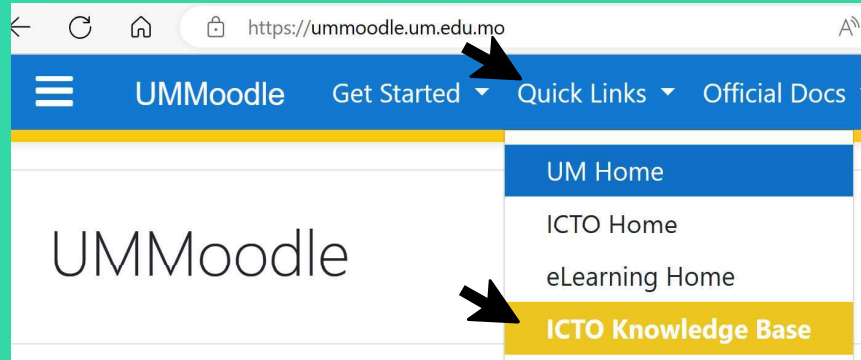 https://ummoodle.um.edu.mo
UMMoodle Get Started Quick Links Official Docs
UM Home
ICTO Home
UMMoodle
eLearning Home
ICTO Knowledge Base